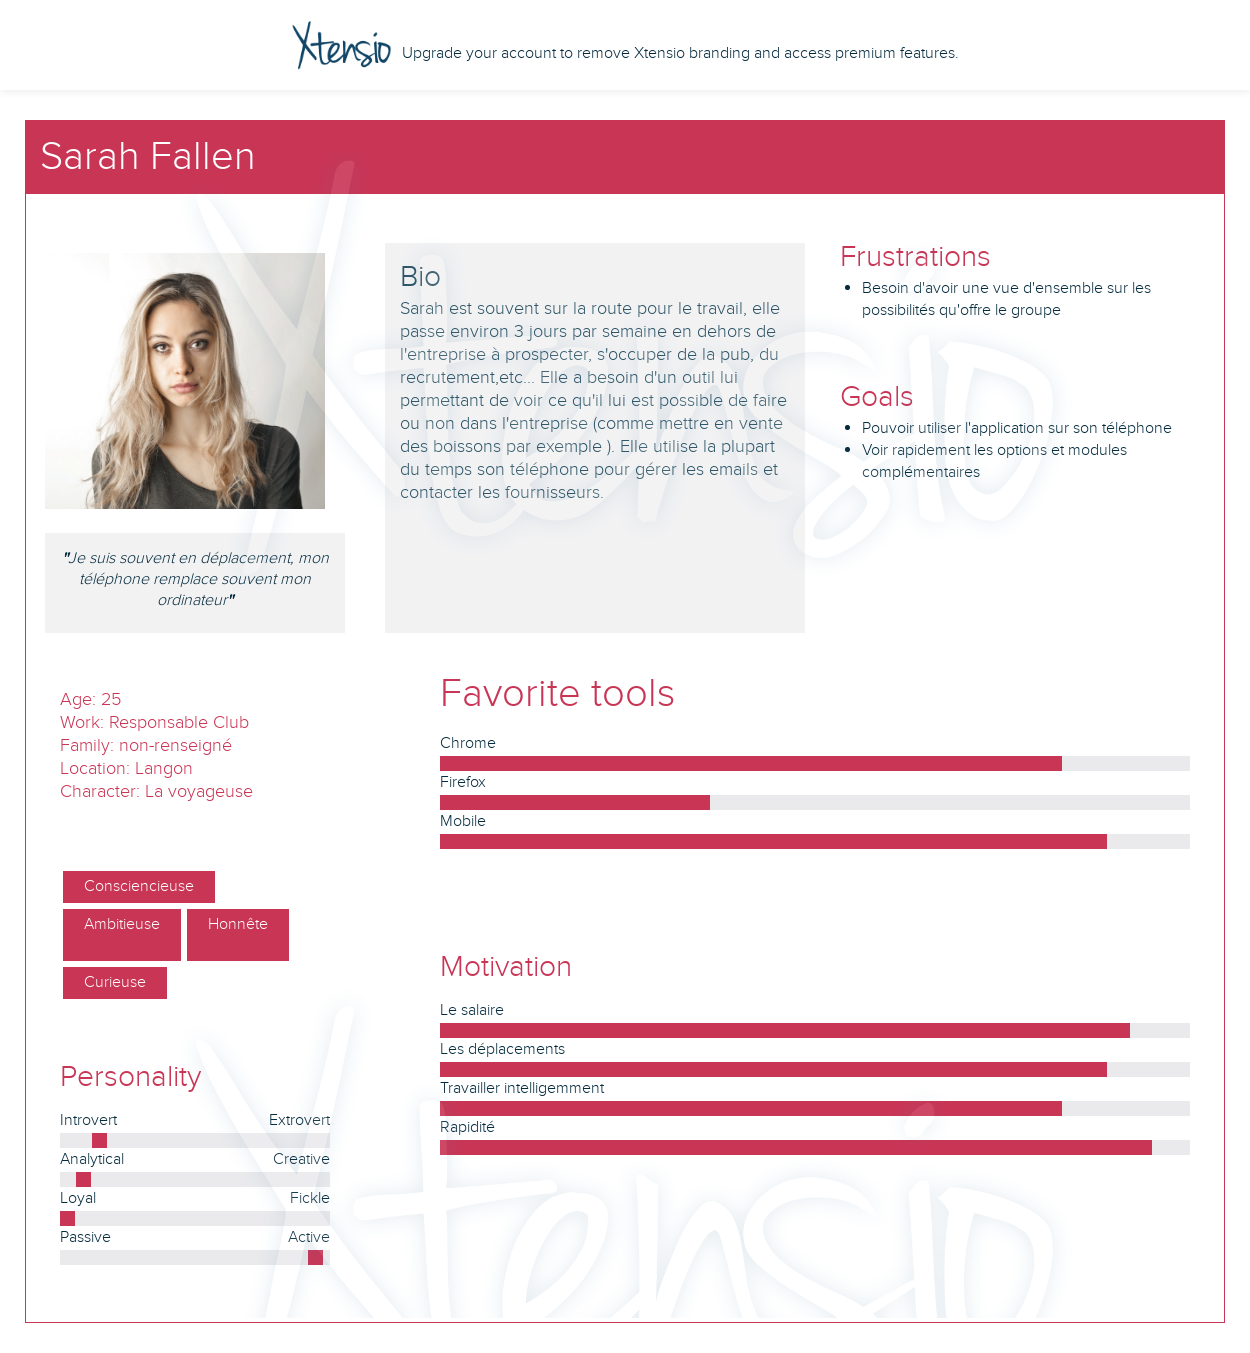 Xtensio Upgrade your account to remove Xtensio branding and access premium features.
Sarah Fallen
"Je suis souvent en déplacement, mon
téléphone remplace souvent mon
ordinateur"
Bio
Sarah est souvent sur la route pour le travail, elle
passe environ 3 jours par semaine en dehors de
l'entreprise à prospecter, s'occuper de la pub, du
recrutement,etc... Elle a besoin d'un outil lui
permettant de voir ce qu'il lui est possible de faire
ou non dans l'entreprise (comme mettre en vente
des boissons par exemple ). Elle utilise la plupart
du temps son téléphone pour gérer les emails et
contacter les fournisseurs.
Frustrations
Besoin d'avoir une vue d'ensemble sur les
possibilités qu'offre le groupe
Goals
Pouvoir utiliser l'application sur son téléphone
Voir rapidement les options et modules
complémentaires
Age: 25
Work: Responsable Club
Family: non-renseigné
Location: Langon
Character: La voyageuse
Consciencieuse
Ambitieuse Honnête
Curieuse
Personality
Introvert Extrovert
Analytical Creative
Loyal Fickle
Passive Active
Favorite tools
Chrome
Firefox
Mobile
Motivation
Le salaire
Les déplacements
Travailler intelligemment
Rapidité
Xtensio
Xtensio